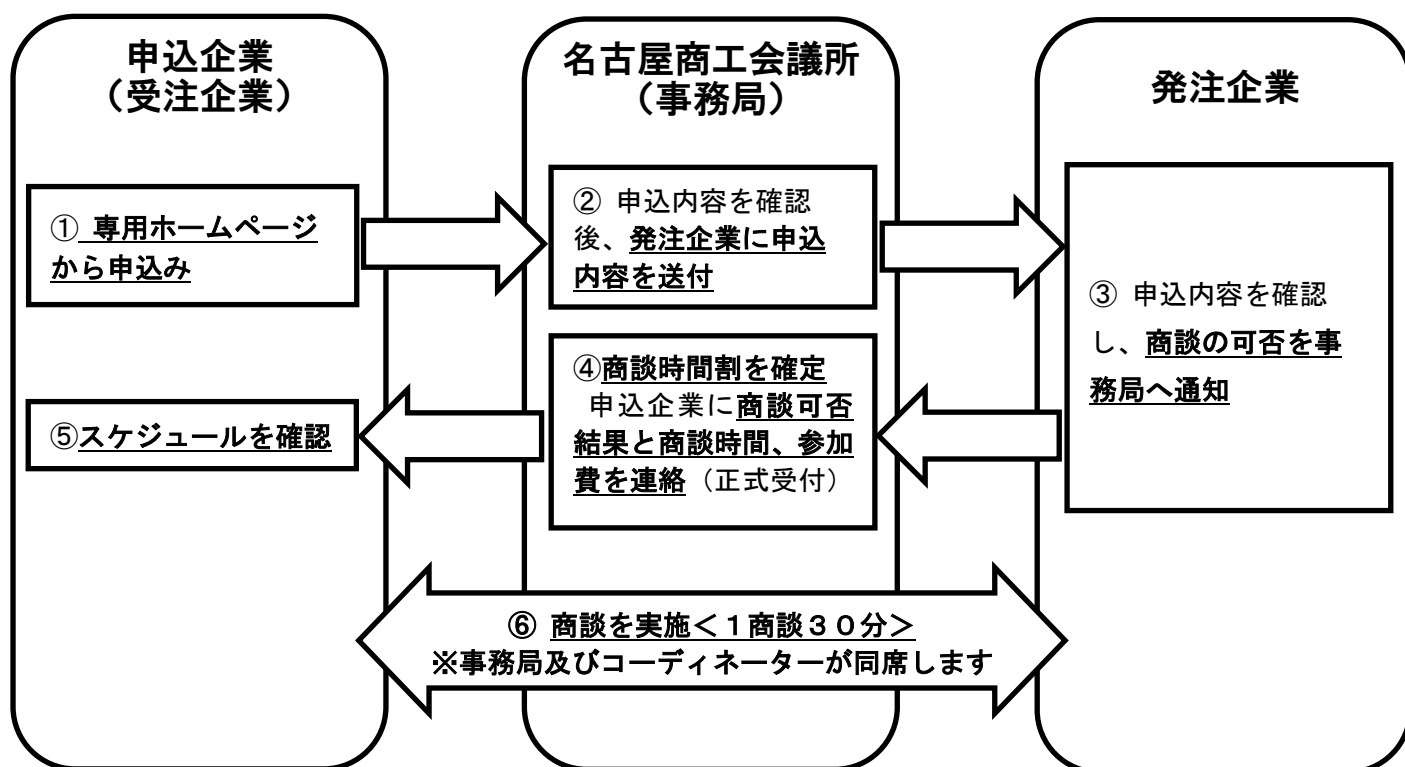 申込企業
（受注企業）
名古屋商工会議所
（事務局）
発注企業
① 専用ホームページ
から申込み
② 申込内容を確認
後、発注企業に申込
内容を送付
③ 申込内容を確認
し、商談の可否を事
務局へ通知
④商談時間割を確定
申込企業に商談可否
結果と商談時間、参加
費を連絡（正式受付）
⑤スケジュールを確認
⑥ 商談を実施＜１商談３０分＞
※事務局及びコーディネーターが同席します